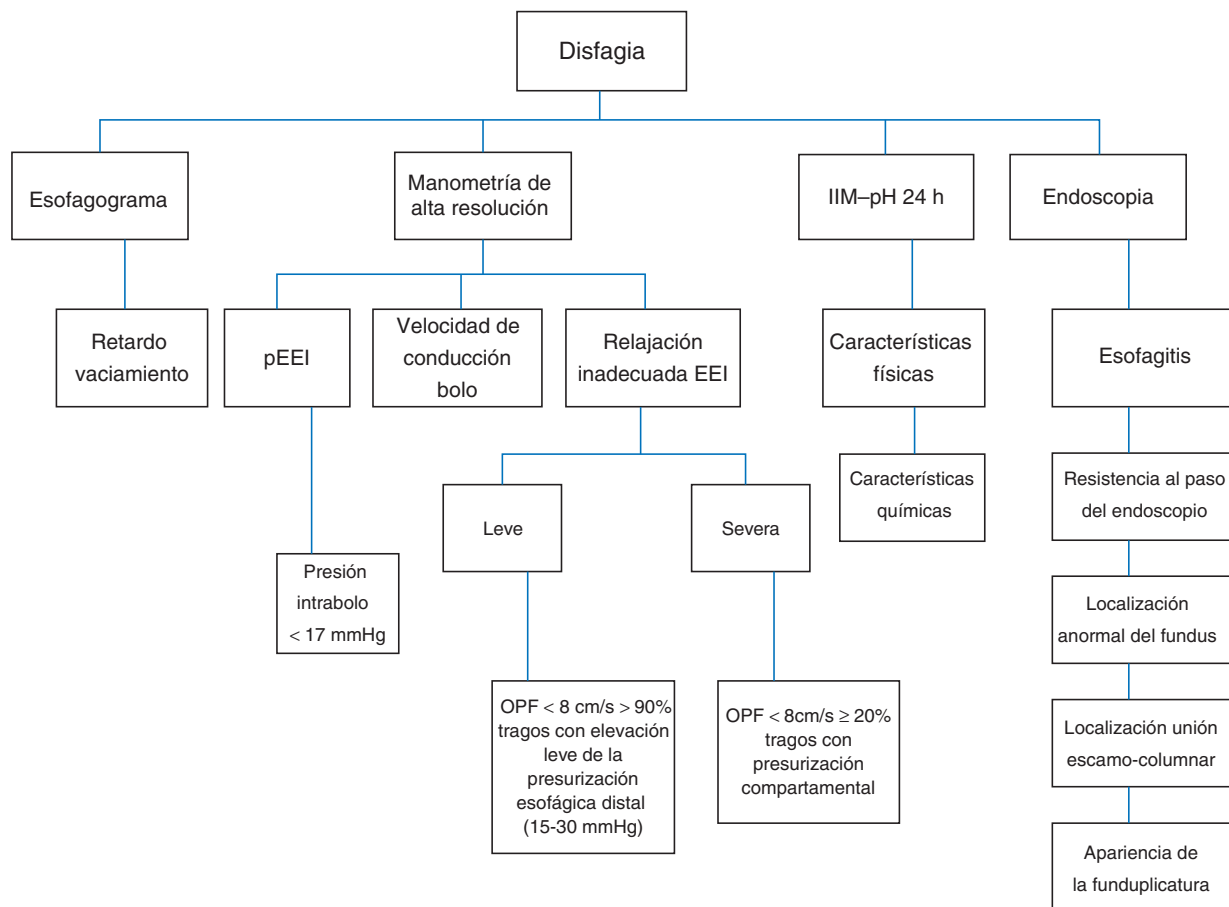 Disfagia
Esofagograma
Manometría de
alta resolución
IIM–pH 24 h
Endoscopia
Retardo
vaciamiento
pEEI
Velocidad de
conducción
bolo
Relajación
inadecuada EEI
Características
físicas
Esofagitis
Leve
Severa
Características
químicas
Resistencia al paso
del endoscopio
Presión
intrabolo
< 17 mmHg
Localización
anormal del fundus
OPF < 8 cm/s > 90%
tragos con elevación
leve de la
presurización
esofágica distal
(15-30 mmHg)
OPF < 8cm/s ≥ 20%
tragos con
presurización
compartamental
Localización unión
escamo-columnar
Apariencia de
la funduplicatura